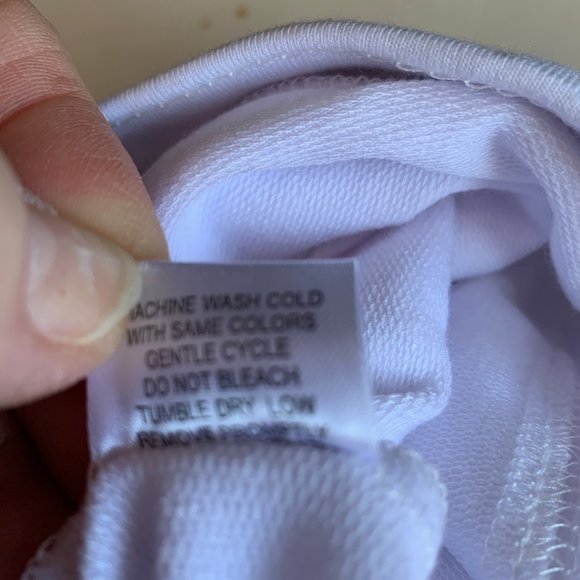 MACHINE WASH COLD
WITH SAME COLORS
GENTLE CYCLE
DO NOT BLEACH
TUMBLE DRY LOW
REMOVE PROMPTLY